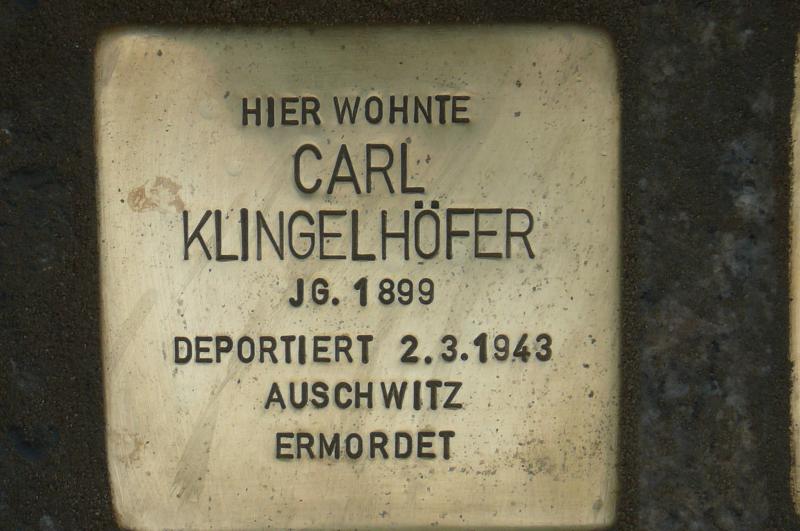 HIER WOHNTE
CARL
KLINGELHÖFER
JG. 1899
DEPORTIERT 2.3.1943
AUSCHWITZ
ERMORDET